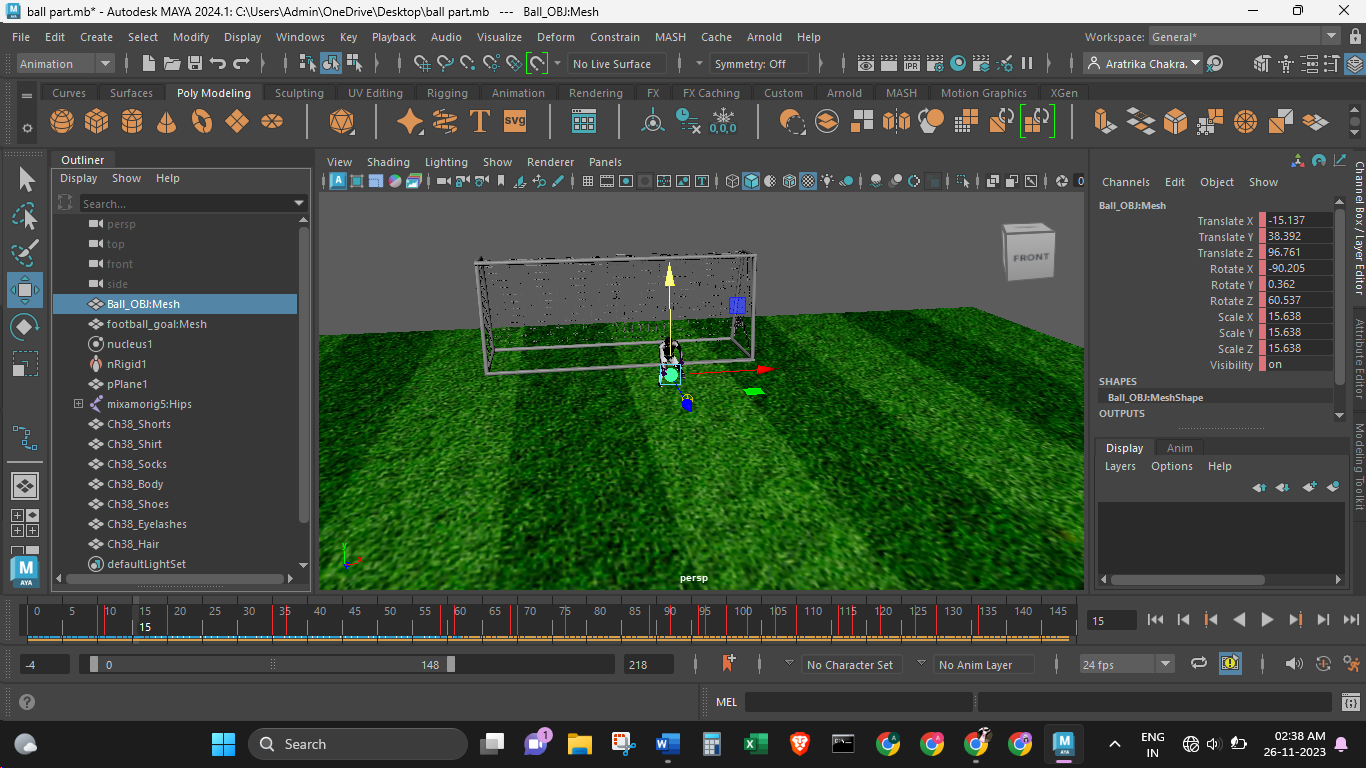 ball part.mb* - Autodesk MAYA 2024.1: C:\Users\Admin\OneDrive\Desktop\ball part.mb --- Ball_OBJ:Mesh
File Edit Create Select Modify Display Windows Key Playback Audio Visualize Deform Constrain MASH Cache Arnold Help
Workspace: General*
Animation
No Live Surface
Symmetry: Off
IPR
Aratrika Chakra.
Curves Surfaces Poly Modeling Sculpting UV Editing Rigging Animation Rendering FX FX Caching Custom Arnold MASH Motion Graphics XGen
T
SVG
0,0,0
Outliner
Display Show Help
Search...
persp
top
front
side
Ball_OBJ:Mesh
football_goal:Mesh
nucleus1
nRigid1
pPlane1
mixamorig5:Hips
Ch38_Shorts
Ch38_Shirt
Ch38_Socks
Ch38_Body
Ch38_Shoes
Ch38_Eyelashes
Ch38_Hair
defaultLightSet
M
AYA
View Shading Lighting Show Renderer Panels
A
0
FRONT
Y
persp
Channels Edit Object Show
Ball_OBJ:Mesh
Translate X -15.137
Translate Y 38.392
Translate Z 96.761
Rotate X -90.205
Rotate Y 0.362
Rotate Z 60.537
Scale X 15.638
Scale Y 15.638
Scale Z 15.638
Visibility on
SHAPES
Ball_OBJ:MeshShape
OUTPUTS
Display Anim
Layers Options Help
Channel Box / Layer Editor
Attribute Editor
Modeling Toolkit
0 5 10 15 20 25 30 35 40 45 50 55 60 65 70 75 80 85 90 95 100 105 110 115 120 125 130 135 140 145
15
15
-4
0
148
218
No Character Set
No Anim Layer
24 fps
MEL
Search
1
ENG
IN
02:38 AM
26-11-2023